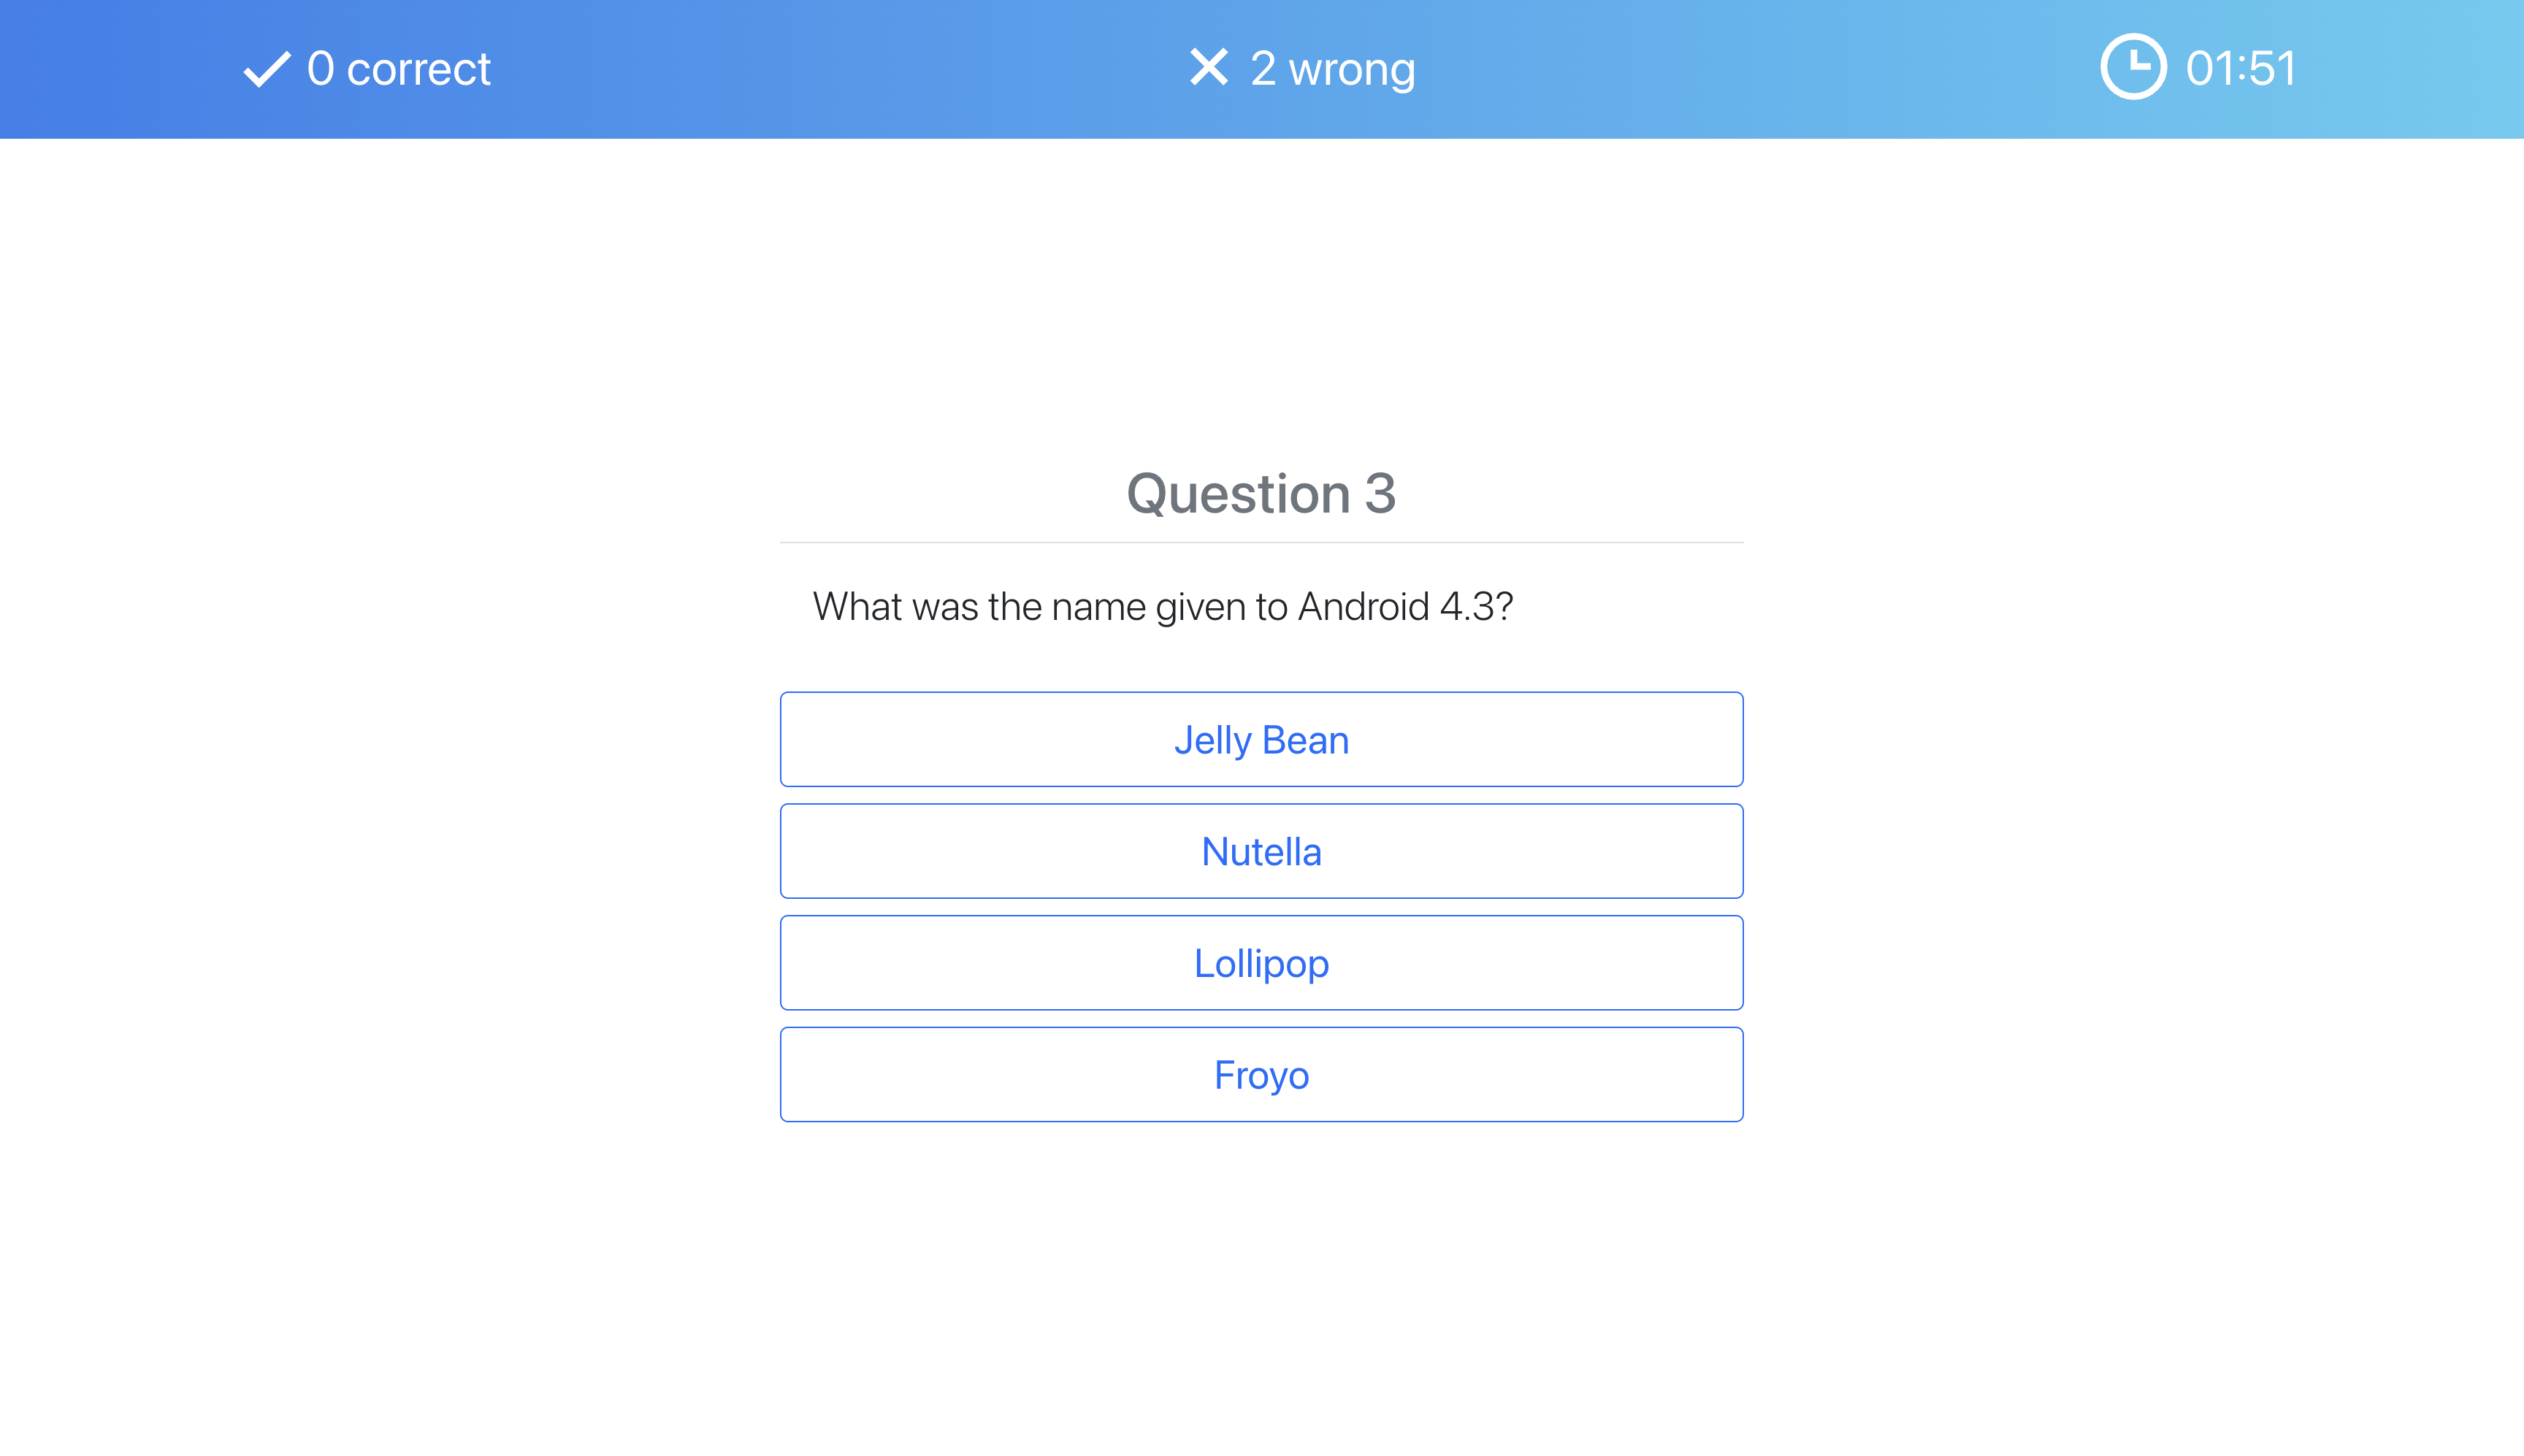 0 correct
2 wrong
01:51
Question 3
What was the name given to Android 4.3?
Jelly Bean
Nutella
Lollipop
Froyo